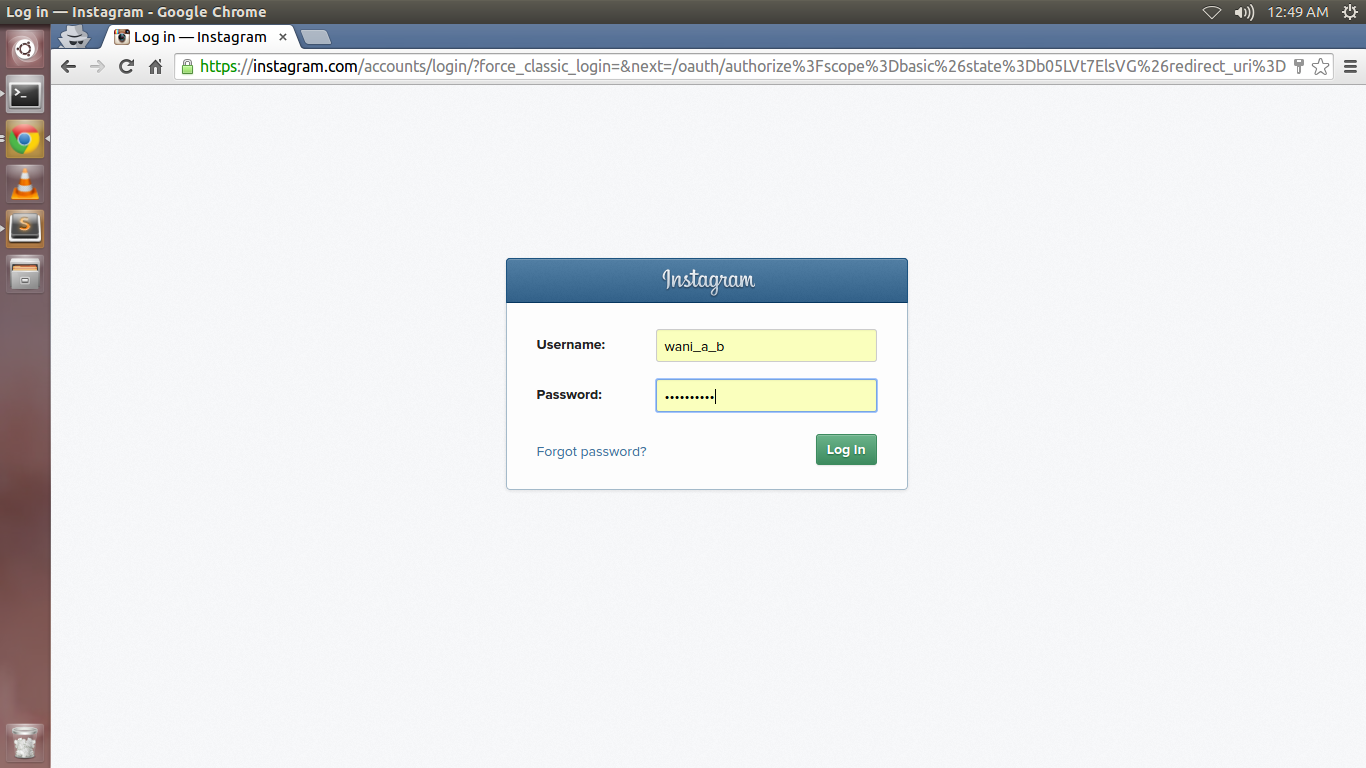 Log in — Instagram - Google Chrome
12:49 AM
Log in — Instagram
https://instagram.com/accounts/login/?force_classic_login=&next=/oauth/authorize%3Fscope%3Dbasic%26state%3Db05LVt7ElsVG%26redirect_uri%3D
Instagram
Username:
wani_a_b
Password:
••••••••••
Forgot password?
Log In